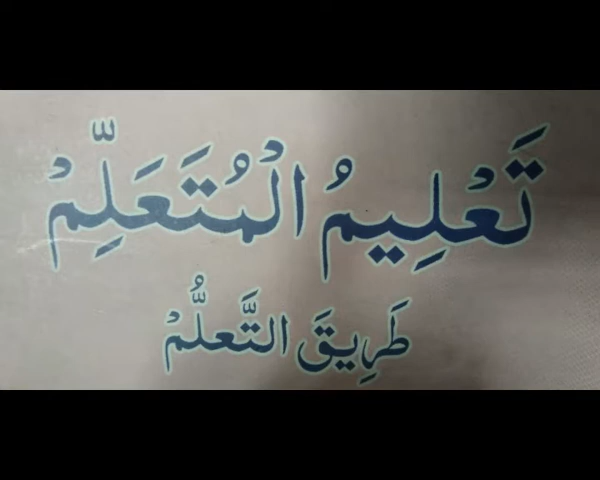 تَعْلِيمُ الْمُتَعَلِّمْ
طَرِيقَ التَّعَلُّمْ